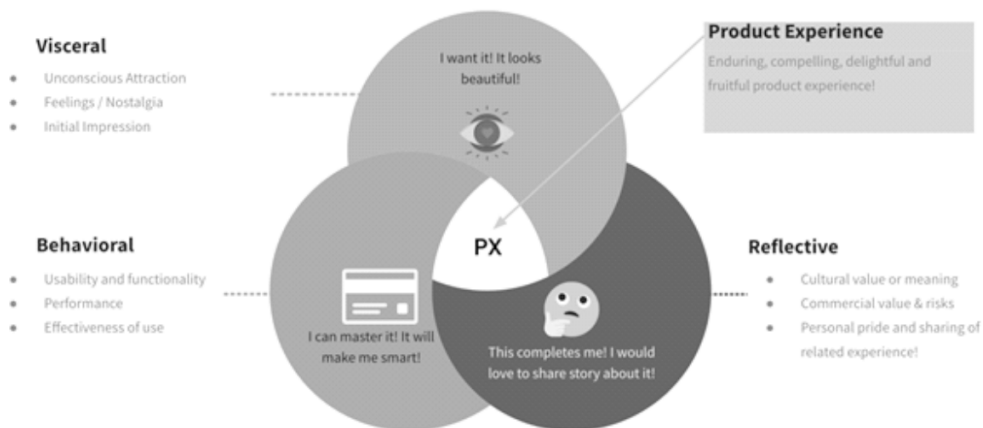 Visceral
Unconscious Attraction
Feelings / Nostalgia
Initial Impression
I want it! It looks
beautiful!
Product Experience
Enduring, compelling, delightful and
fruitful product experience!
PX
Behavioral
Usability and functionality
Performance
Effectiveness of use
I can master it! It will
make me smart!
This completes me! I would
love to share story about it!
Reflective
Cultural value or meaning
Commercial value & risks
Personal pride and sharing of
related experience!